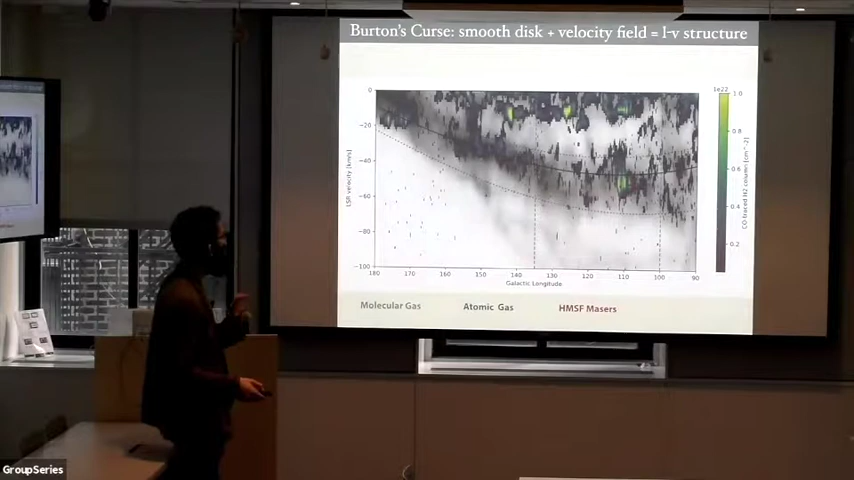 Burton's Curse: smooth disk + velocity field = l-v structure
1e22
0
−20
−40
−60
−80
−100
LSR velocity [km/s]
180
170
160
150
140
130
120
110
100
90
Galactic Longitude
1.0
0.8
0.6
0.4
0.2
CO-traced H2 column [cm^-2]
Molecular Gas
Atomic Gas
HMSF Masers
GroupSeries